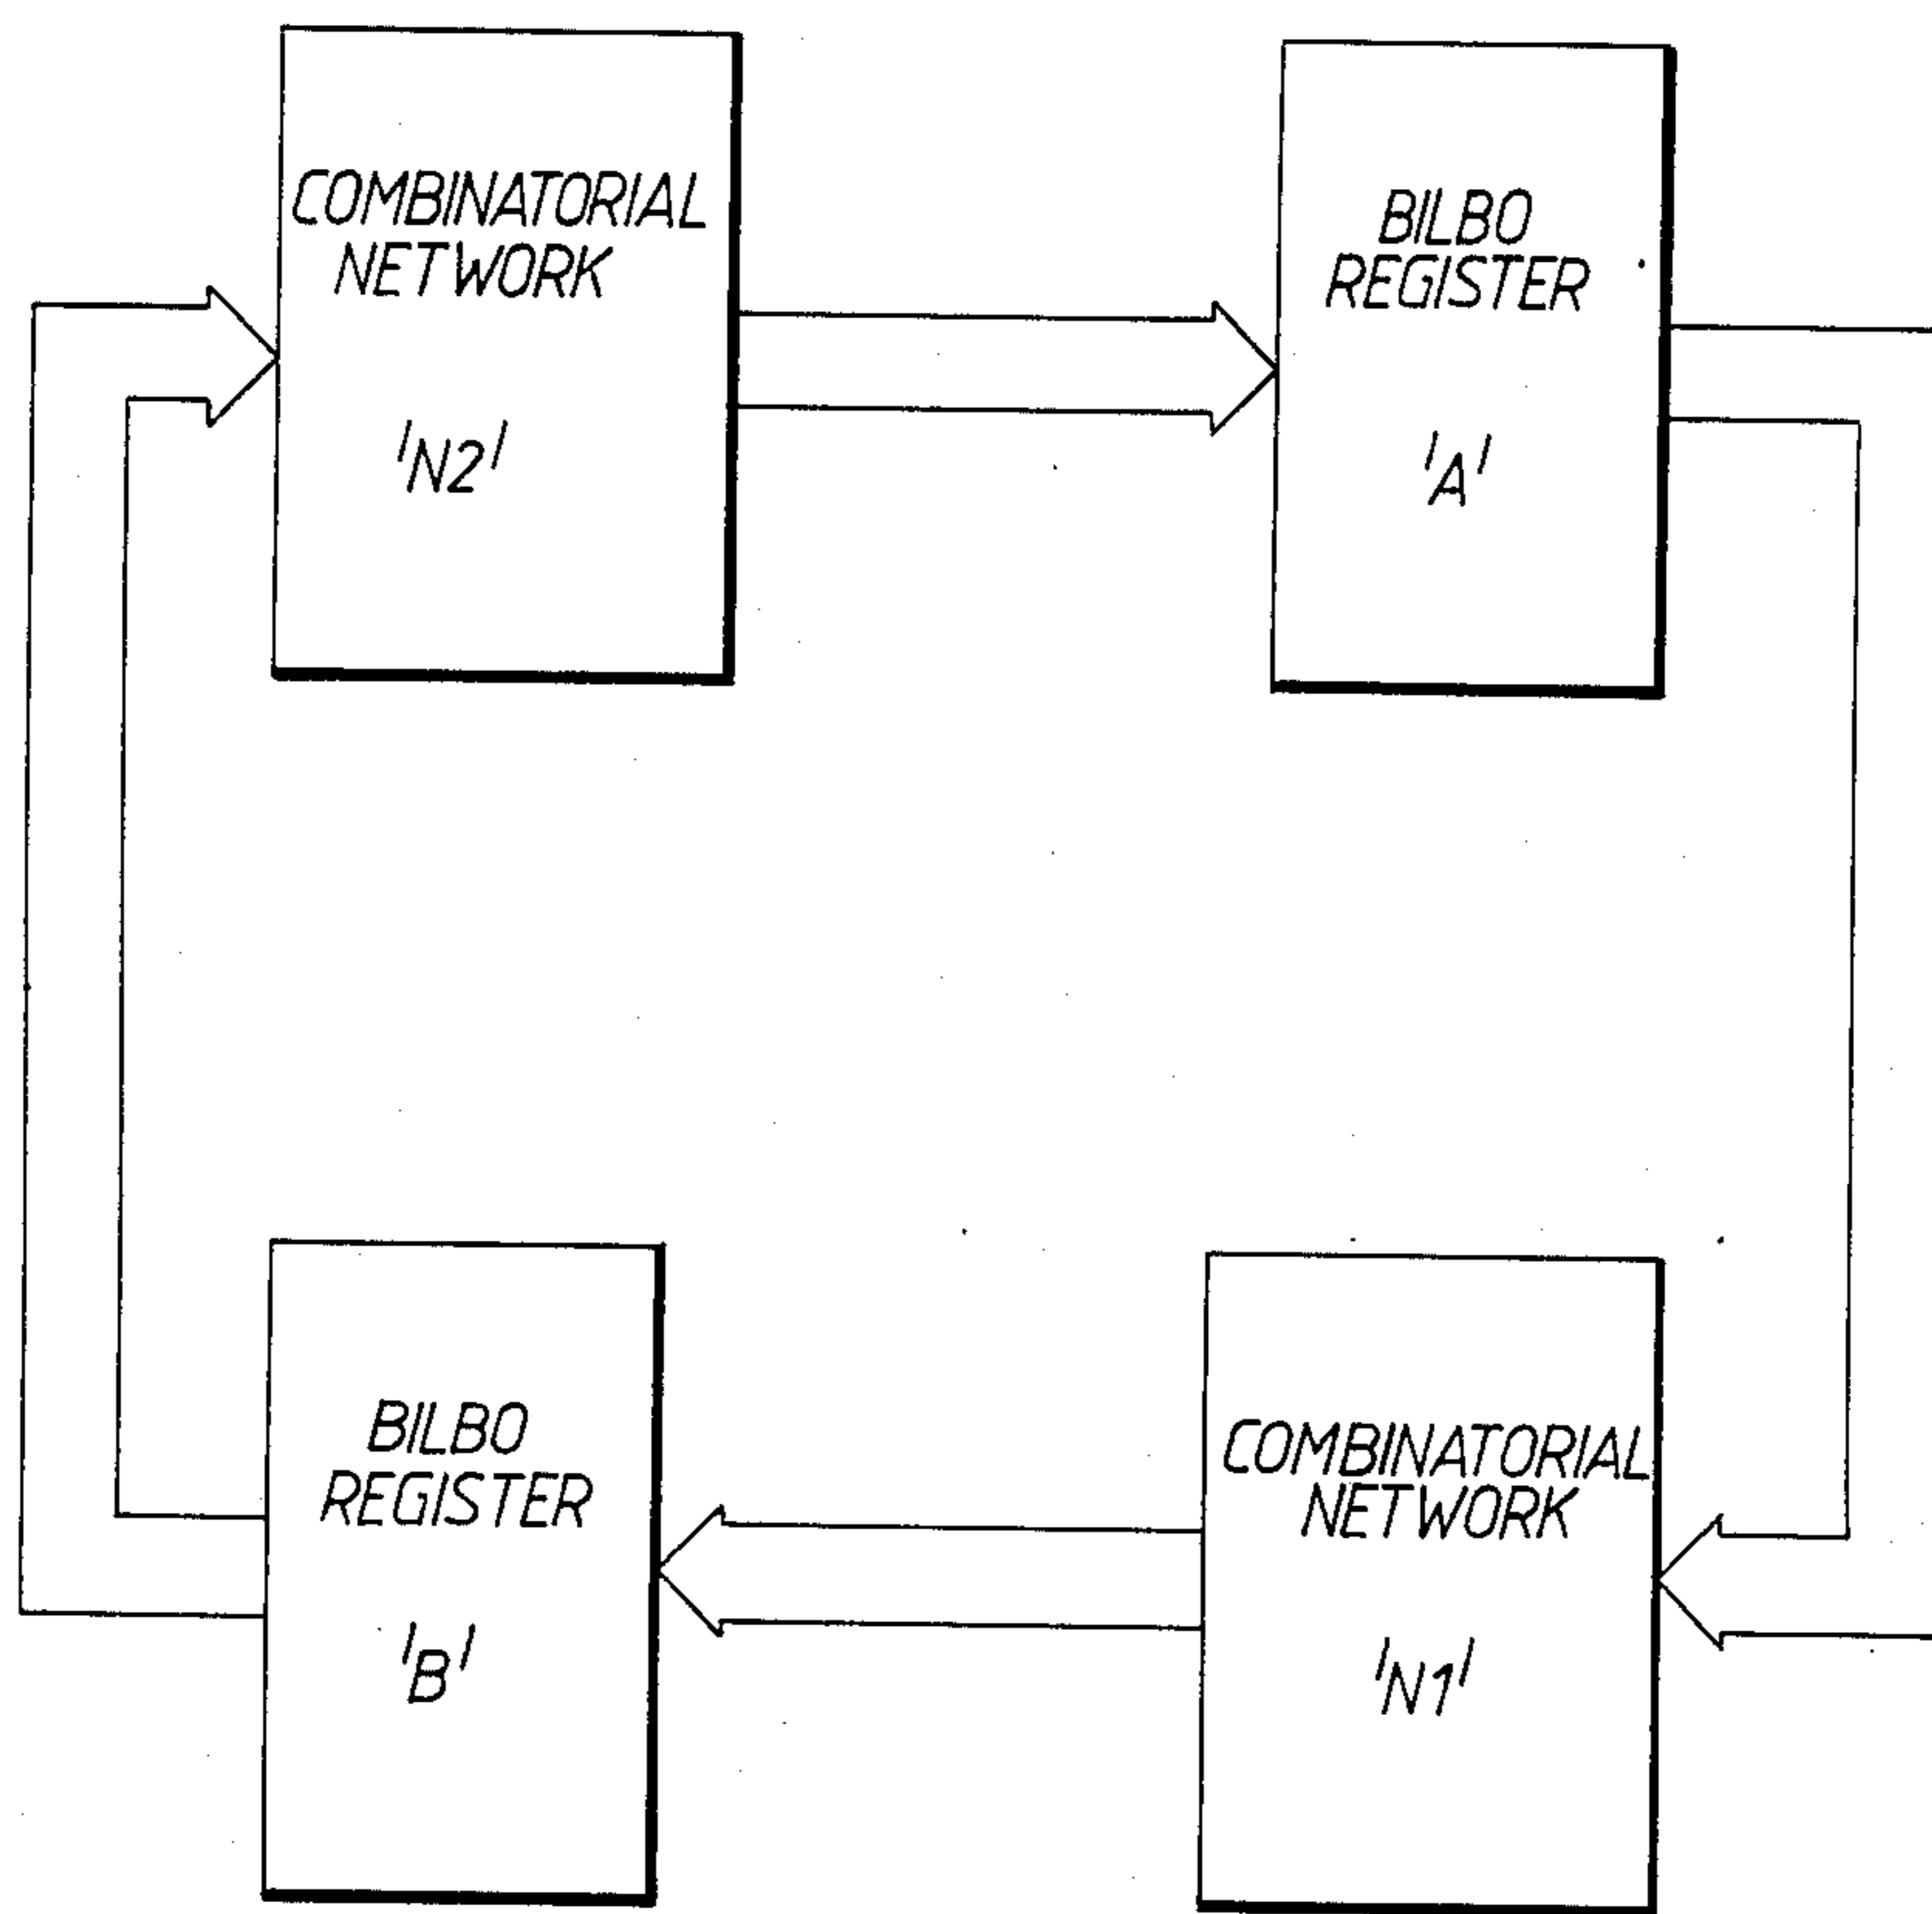 COMBINATORIAL
NETWORK
'N2'
BILBO
REGISTER
'A'
BILBO
REGISTER
'B'
COMBINATORIAL
NETWORK
'N1'